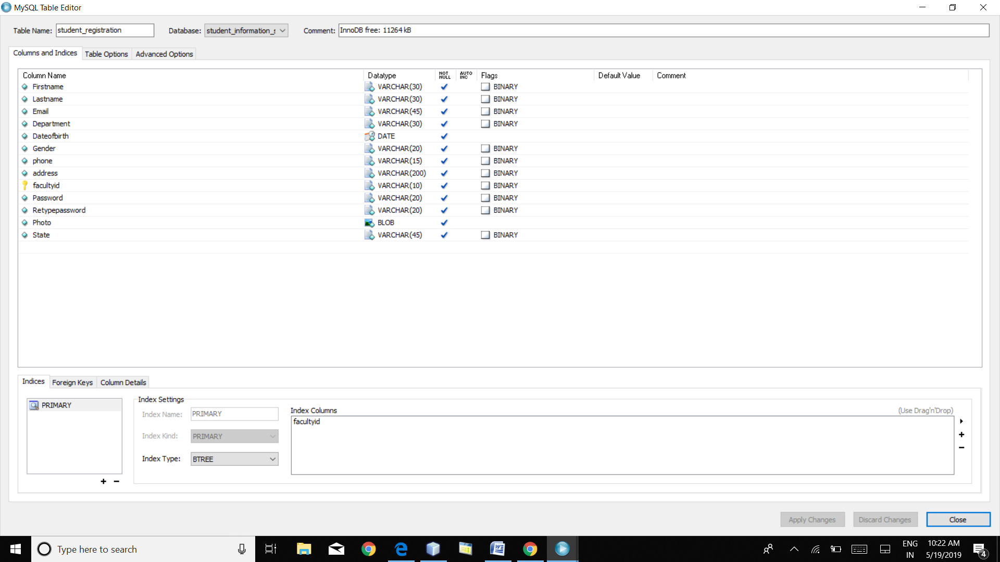 MySQL Table Editor
Table Name: student_registration Database: student_information_s Comment: InnoDB free: 11264 kB
Columns and Indices Table Options Advanced Options
Column Name Datatype NOT NULL AUTO INC Flags Default Value Comment
Firstname VARCHAR(30) BINARY
Lastname VARCHAR(30) BINARY
Email VARCHAR(45) BINARY
Department VARCHAR(30) BINARY
Dateofbirth DATE
Gender VARCHAR(20) BINARY
phone VARCHAR(15) BINARY
address VARCHAR(200) BINARY
facultyid VARCHAR(10) BINARY
Password VARCHAR(20) BINARY
Retypepassword VARCHAR(20) BINARY
Photo BLOB
State VARCHAR(45) BINARY
Indices Foreign Keys Column Details
PRIMARY
Index Settings
Index Name: PRIMARY
Index Kind: PRIMARY
Index Type: BTREE
Index Columns (Use Drag'n'Drop)
facultyid
Apply Changes Discard Changes Close
Type here to search
ENG
IN
10:22 AM
5/19/2019
4